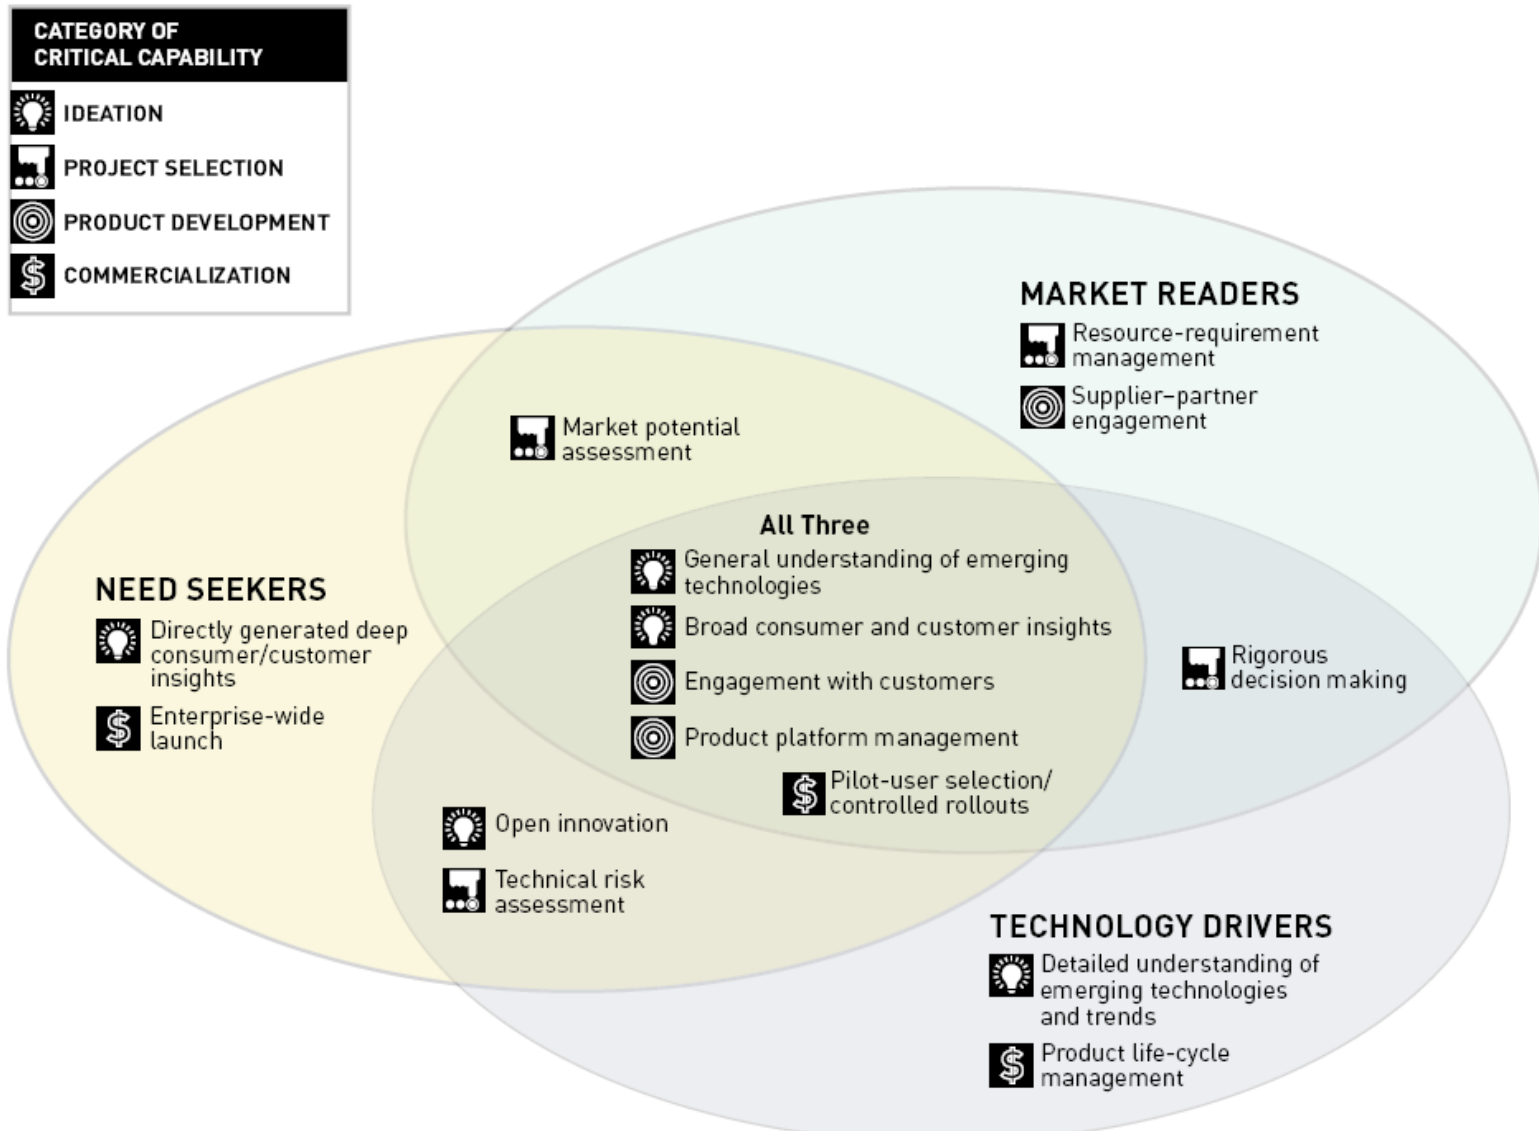 CATEGORY OF
CRITICAL CAPABILITY
IDEATION
PROJECT SELECTION
PRODUCT DEVELOPMENT
COMMERCIALIZATION
MARKET READERS
Resource-requirement
management
Supplier–partner
engagement
Market potential
assessment
All Three
General understanding of emerging
technologies
Broad consumer and customer insights
Engagement with customers
Product platform management
Pilot-user selection/
controlled rollouts
NEED SEEKERS
Directly generated deep
consumer/customer
insights
Enterprise-wide
launch
Rigorous
decision making
Open innovation
Technical risk
assessment
TECHNOLOGY DRIVERS
Detailed understanding of
emerging technologies
and trends
Product life-cycle
management